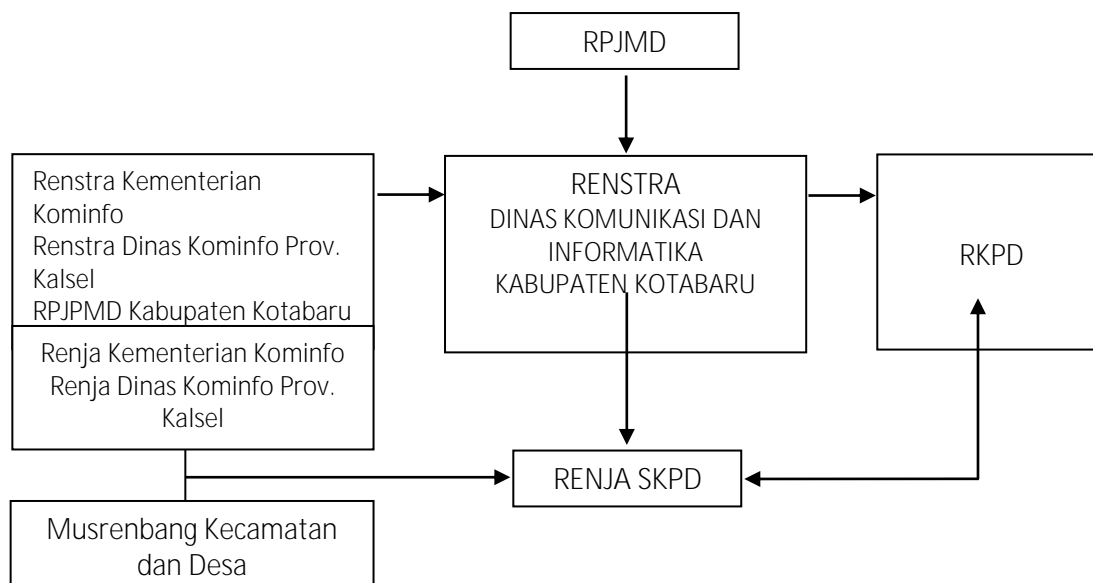 RPJMD
Renstra Kementerian
Kominfo
Renstra Dinas Kominfo Prov.
Kalsel
RPJPMD Kabupaten Kotabaru
RENSTRA
DINAS KOMUNIKASI DAN
INFORMATIKA
KABUPATEN KOTABARU
RKPD
Renja Kementerian Kominfo
Renja Dinas Kominfo Prov.
Kalsel
RENJA SKPD
Musrenbang Kecamatan
dan Desa